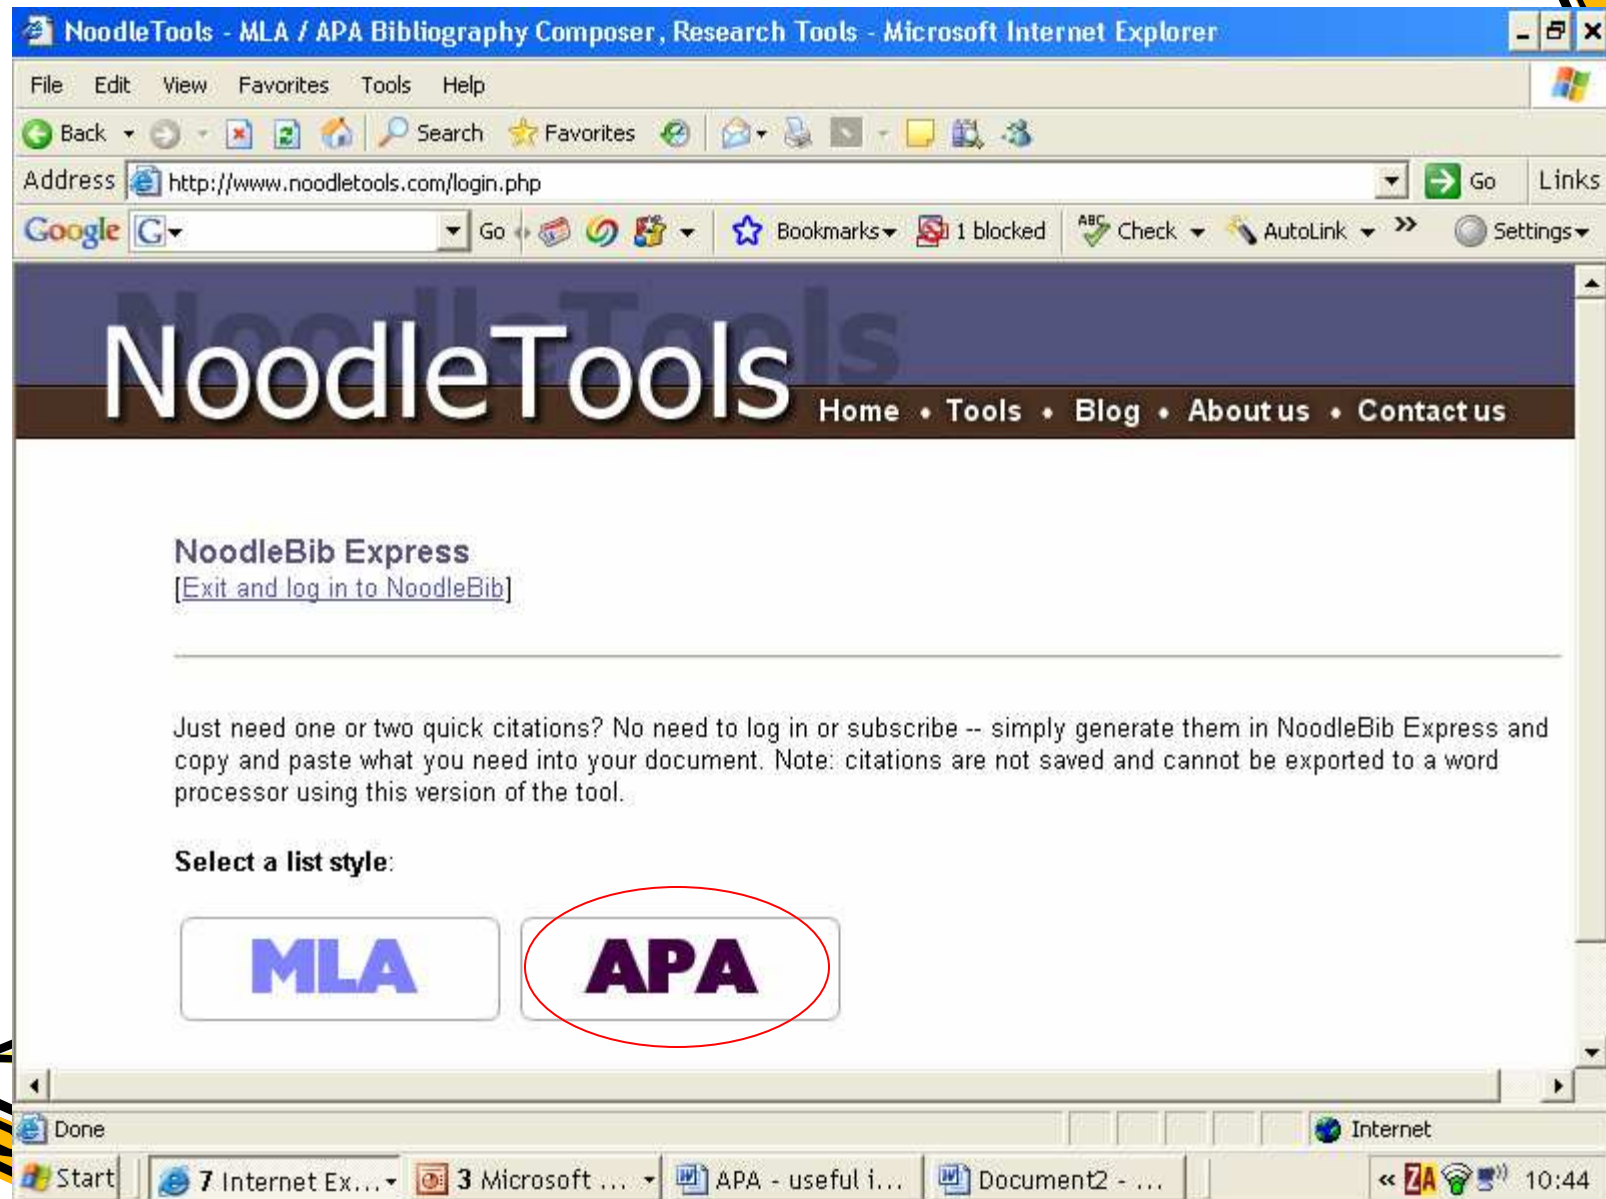 NoodleTools - MLA / APA Bibliography Composer, Research Tools - Microsoft Internet Explorer
File Edit View Favorites Tools Help
Back Search Favorites
Address http://www.noodletools.com/login.php Go Links
Google G Go Bookmarks 1 blocked ABC Check AutoLink >> Settings
NoodleTools
NoodleTools
Home • Tools • Blog • About us • Contact us
NoodleBib Express
[Exit and log in to NoodleBib]
Just need one or two quick citations? No need to log in or subscribe -- simply generate them in NoodleBib Express and
copy and paste what you need into your document. Note: citations are not saved and cannot be exported to a word
processor using this version of the tool.
Select a list style:
MLA APA
Done Internet
Start 7 Internet Ex... 3 Microsoft ... APA - useful i... Document2 - ... « ZA 10:44